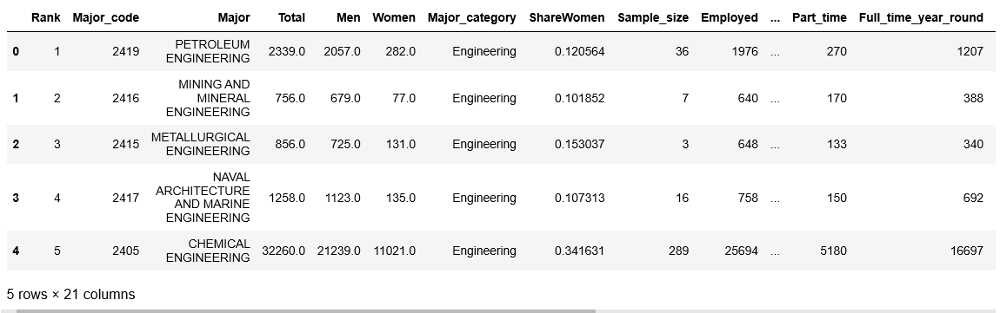 Rank Major_code Major Total Men Women Major_category ShareWomen Sample_size Employed ... Part_time Full_time_year_round
0 1 2419 PETROLEUM ENGINEERING 2339.0 2057.0 282.0 Engineering 0.120564 36 1976 ... 270 1207
1 2 2416 MINING AND MINERAL ENGINEERING 756.0 679.0 77.0 Engineering 0.101852 7 640 ... 170 388
2 3 2415 METALLURGICAL ENGINEERING 856.0 725.0 131.0 Engineering 0.153037 3 648 ... 133 340
3 4 2417 NAVAL ARCHITECTURE AND MARINE ENGINEERING 1258.0 1123.0 135.0 Engineering 0.107313 16 758 ... 150 692
4 5 2405 CHEMICAL ENGINEERING 32260.0 21239.0 11021.0 Engineering 0.341631 289 25694 ... 5180 16697
5 rows × 21 columns